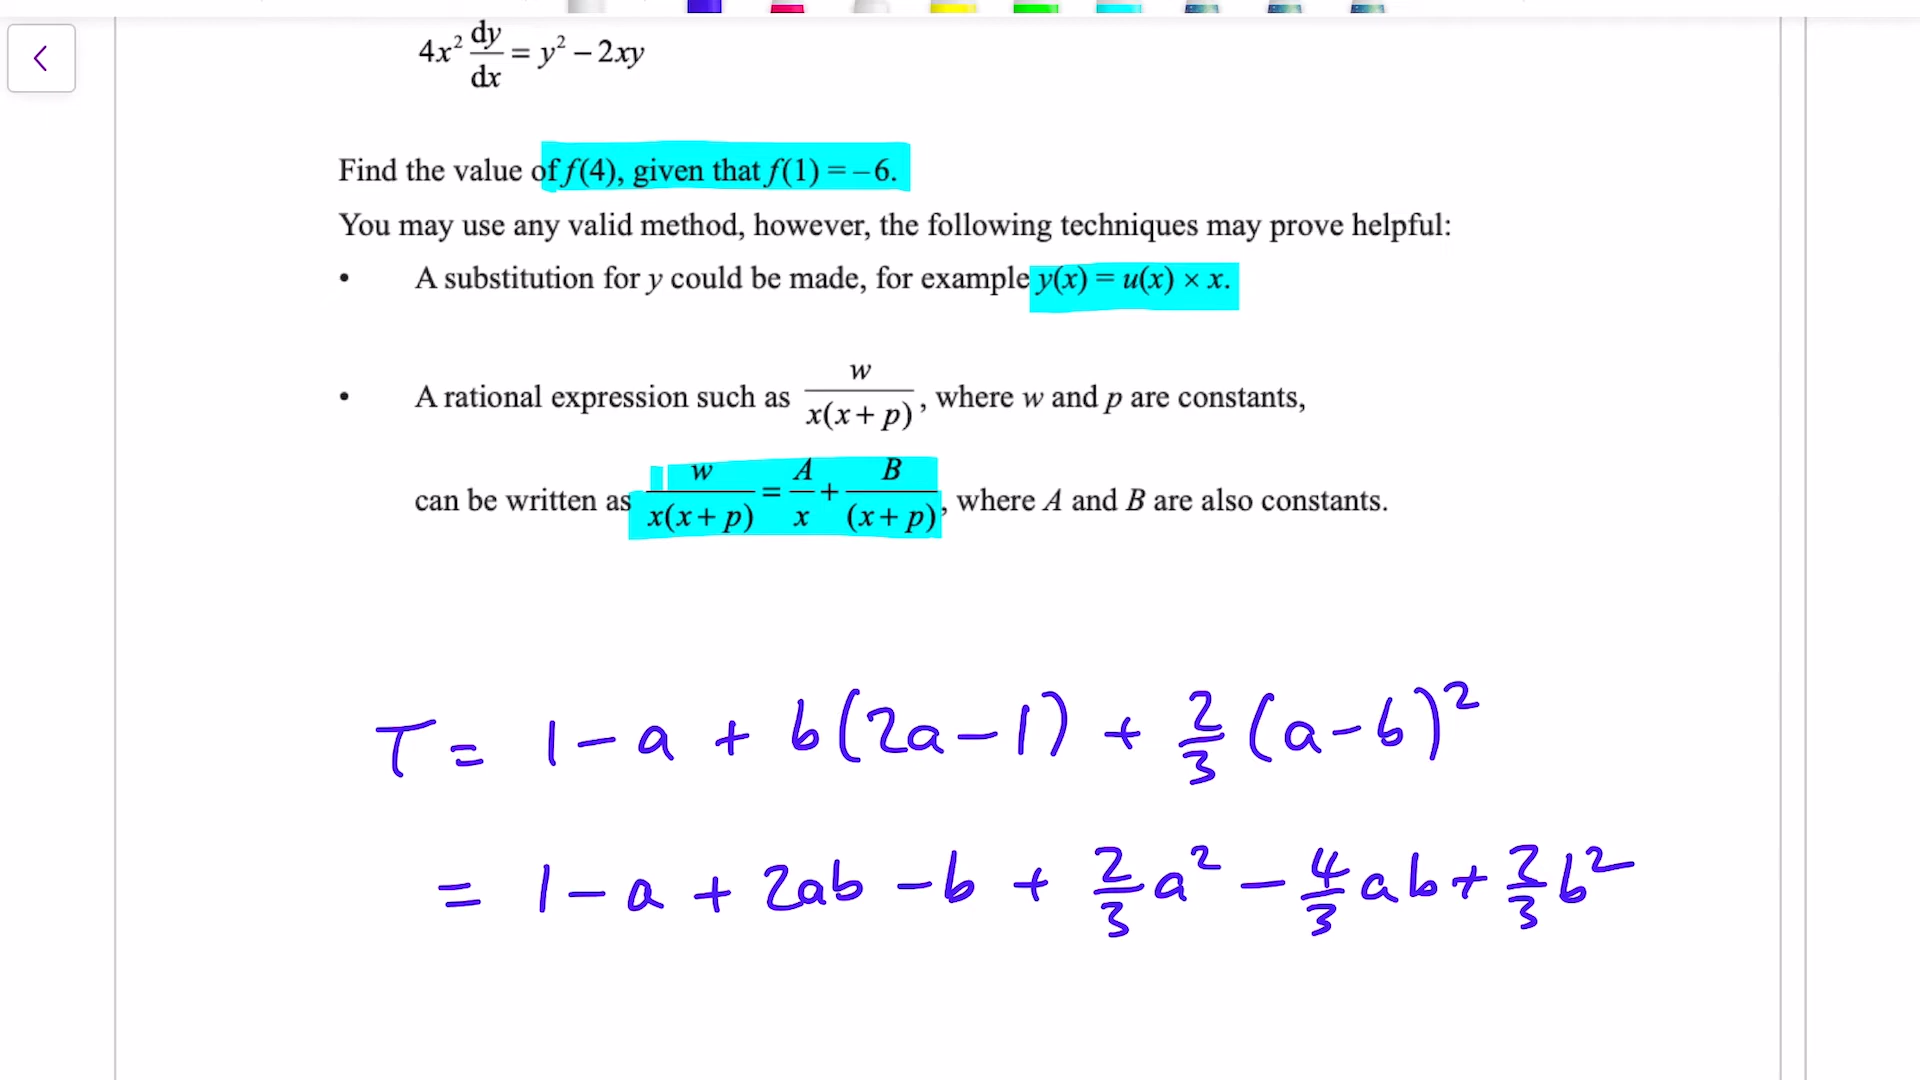 4x² dy/dx = y² – 2xy
Find the value of f(4), given that f(1) = –6.
You may use any valid method, however, the following techniques may prove helpful:
• A substitution for y could be made, for example y(x) = u(x) × x.
• A rational expression such as w/(x(x+p)), where w and p are constants,
can be written as w/(x(x+p)) = A/x + B/(x+p), where A and B are also constants.
T = 1 – a + b(2a – 1) + 2/3 (a – b)²
= 1 – a + 2ab – b + 2/3 a² – 4/3 ab + 2/3 b²